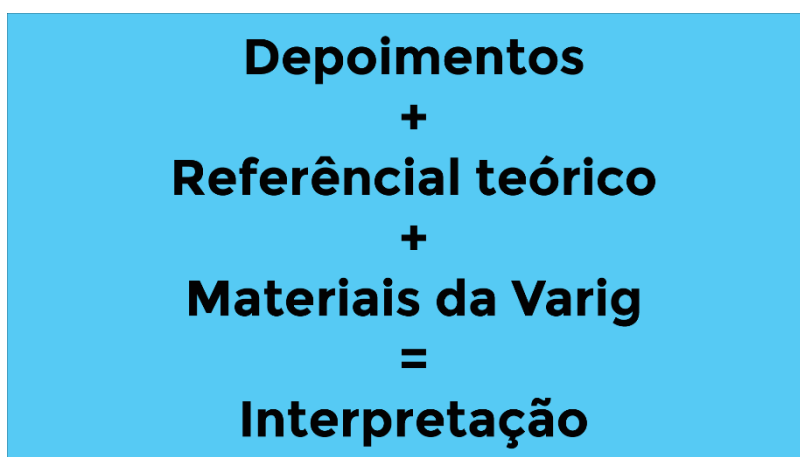 Depoimentos
+
Referêncial teórico
+
Materiais da Varig
=
Interpretação